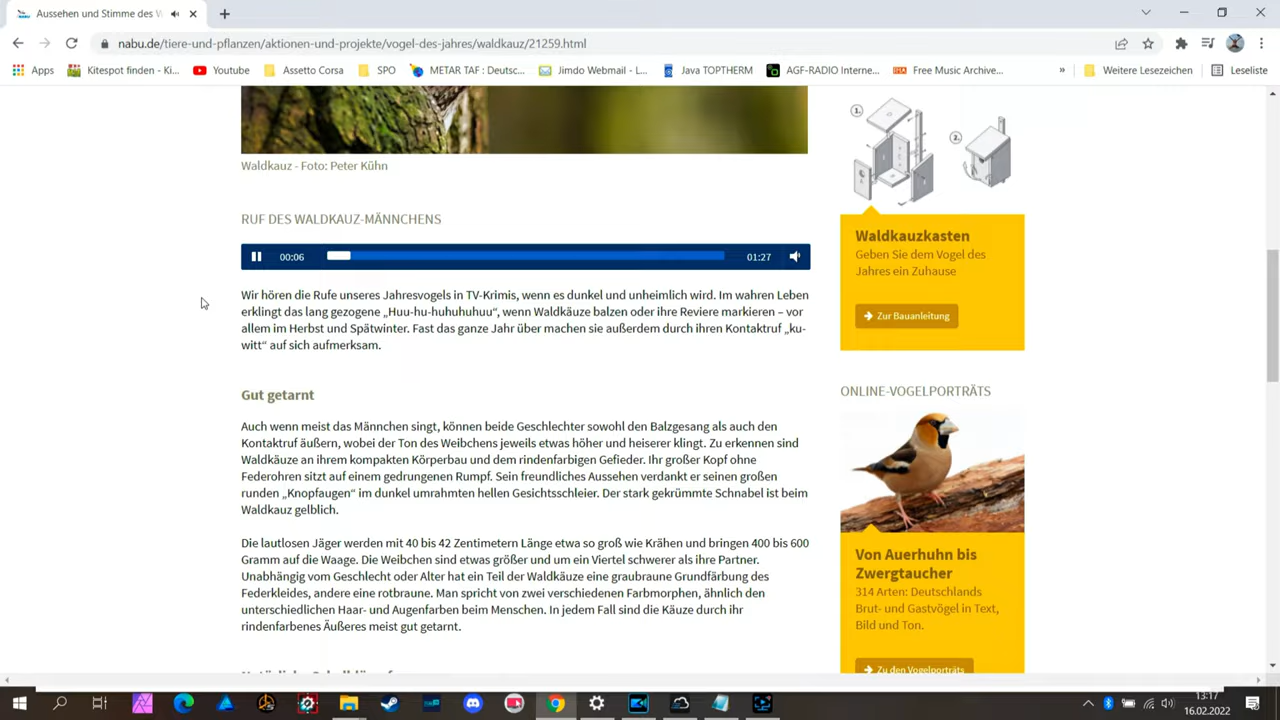 Aussehen und Stimme des W
nabu.de/tiere-und-pflanzen/aktionen-und-projekte/vogel-des-jahres/waldkauz/21259.html
Apps Kitespot finden - Ki... Youtube Assetto Corsa SPO METAR TAF : Deutsc... Jimdo Webmail - L... Java TOPTHERM AGF-RADIO Interne... Free Music Archive... » Weitere Lesezeichen Leseliste
Waldkauz - Foto: Peter Kühn
RUF DES WALDKAUZ-MÄNNCHENS
00:06 01:27
Wir hören die Rufe unseres Jahresvogels in TV-Krimis, wenn es dunkel und unheimlich wird. Im wahren Leben
erklingt das lang gezogene „Huu-hu-huhuhuhuu“, wenn Waldkäuze balzen oder ihre Reviere markieren – vor
allem im Herbst und Spätwinter. Fast das ganze Jahr über machen sie außerdem durch ihren Kontaktruf „ku-
witt“ auf sich aufmerksam.
Gut getarnt
Auch wenn meist das Männchen singt, können beide Geschlechter sowohl den Balzgesang als auch den
Kontaktruf äußern, wobei der Ton des Weibchens jeweils etwas höher und heiserer klingt. Zu erkennen sind
Waldkäuze an ihrem kompakten Körperbau und dem rindenfarbigen Gefieder. Ihr großer Kopf ohne
Federohren sitzt auf einem gedrungenen Rumpf. Sein freundliches Aussehen verdankt er seinen großen
runden „Knopfaugen“ im dunkel umrahmten hellen Gesichtsschleier. Der stark gekrümmte Schnabel ist beim
Waldkauz gelblich.
Die lautlosen Jäger werden mit 40 bis 42 Zentimetern Länge etwa so groß wie Krähen und bringen 400 bis 600
Gramm auf die Waage. Die Weibchen sind etwas größer und um ein Viertel schwerer als ihre Partner.
Unabhängig vom Geschlecht oder Alter hat ein Teil der Waldkäuze eine graubraune Grundfärbung des
Federkleides, andere eine rotbraune. Man spricht von zwei verschiedenen Farbmorphen, ähnlich den
unterschiedlichen Haar- und Augenfarben beim Menschen. In jedem Fall sind die Käuze durch ihr
rindenfarbenes Äußeres meist gut getarnt.
1.
2.
Waldkauzkasten
Geben Sie dem Vogel des
Jahres ein Zuhause
Zur Bauanleitung
ONLINE-VOGELPORTRÄTS
Von Auerhuhn bis
Zwergtaucher
314 Arten: Deutschlands
Brut- und Gastvögel in Text,
Bild und Ton.
Zu den Vogelporträts
13:17
16.02.2022